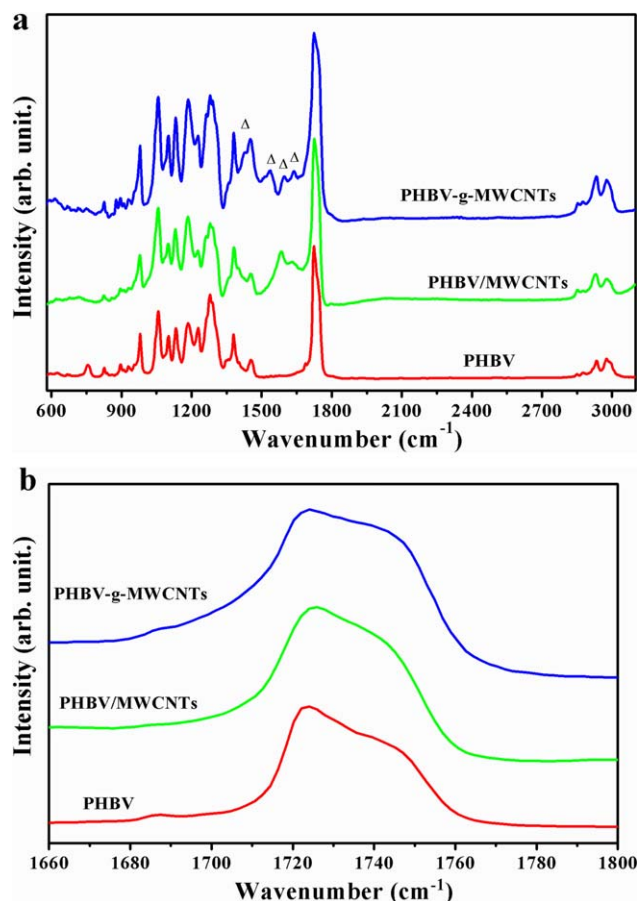 a
Intensity (arb. unit.)
Δ
Δ
Δ
Δ
PHBV-g-MWCNTs
PHBV/MWCNTs
PHBV
600 900 1200 1500 1800 2100 2400 2700 3000
Wavenumber (cm-1)
b
Intensity (arb. unit.)
PHBV-g-MWCNTs
PHBV/MWCNTs
PHBV
1660 1680 1700 1720 1740 1760 1780 1800
Wavenumber (cm-1)